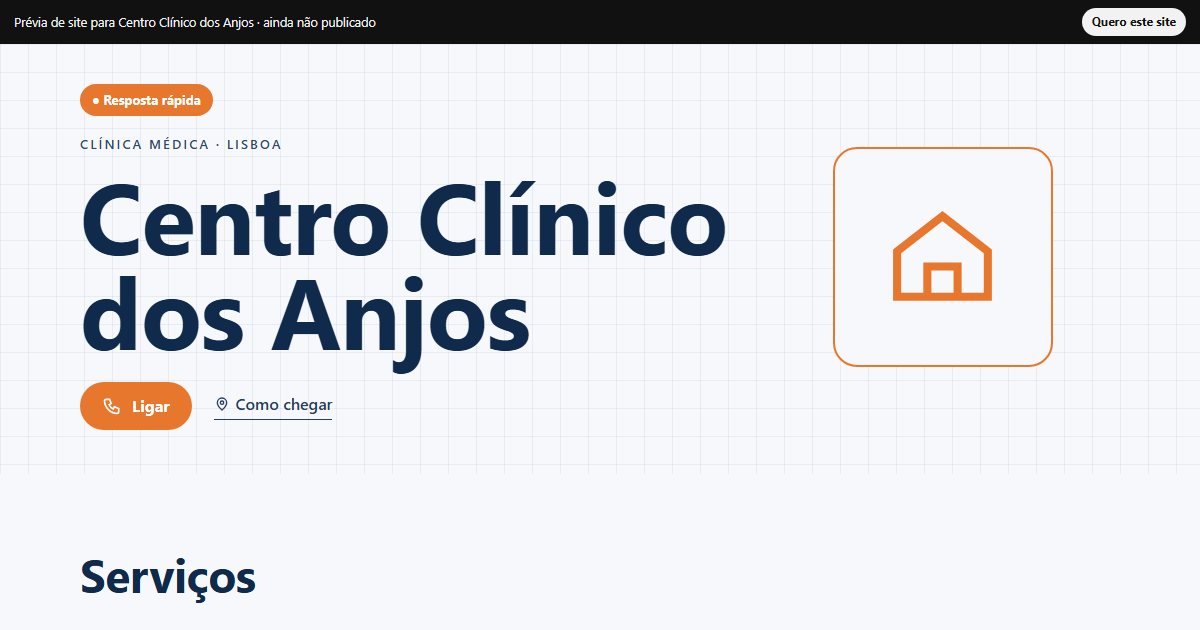 Prévia de site para Centro Clínico dos Anjos · ainda não publicado
Quero este site
Resposta rápida
CLÍNICA MÉDICA · LISBOA
Centro Clínico
dos Anjos
Ligar
Como chegar
Serviços